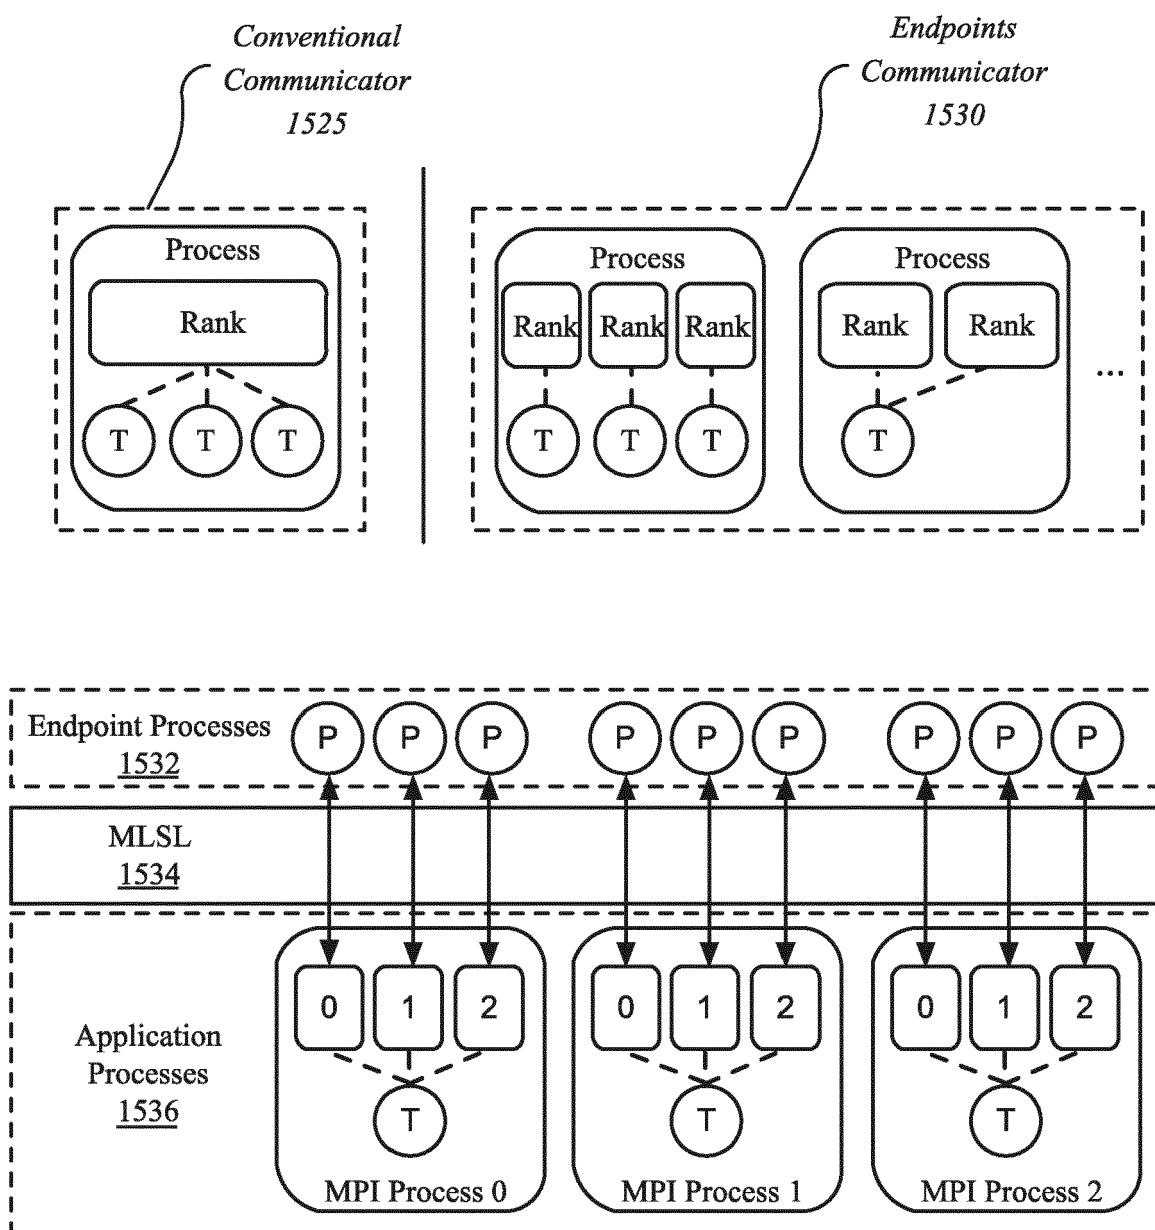 Conventional
Communicator
1525
Endpoints
Communicator
1530
Process
Rank
T T T
Process
Rank Rank Rank
T T T
Process
Rank Rank
T
...
Endpoint Processes
1532
P P P P P P P P P
MLSL
1534
Application
Processes
1536
0 1 2
T
MPI Process 0
0 1 2
T
MPI Process 1
0 1 2
T
MPI Process 2